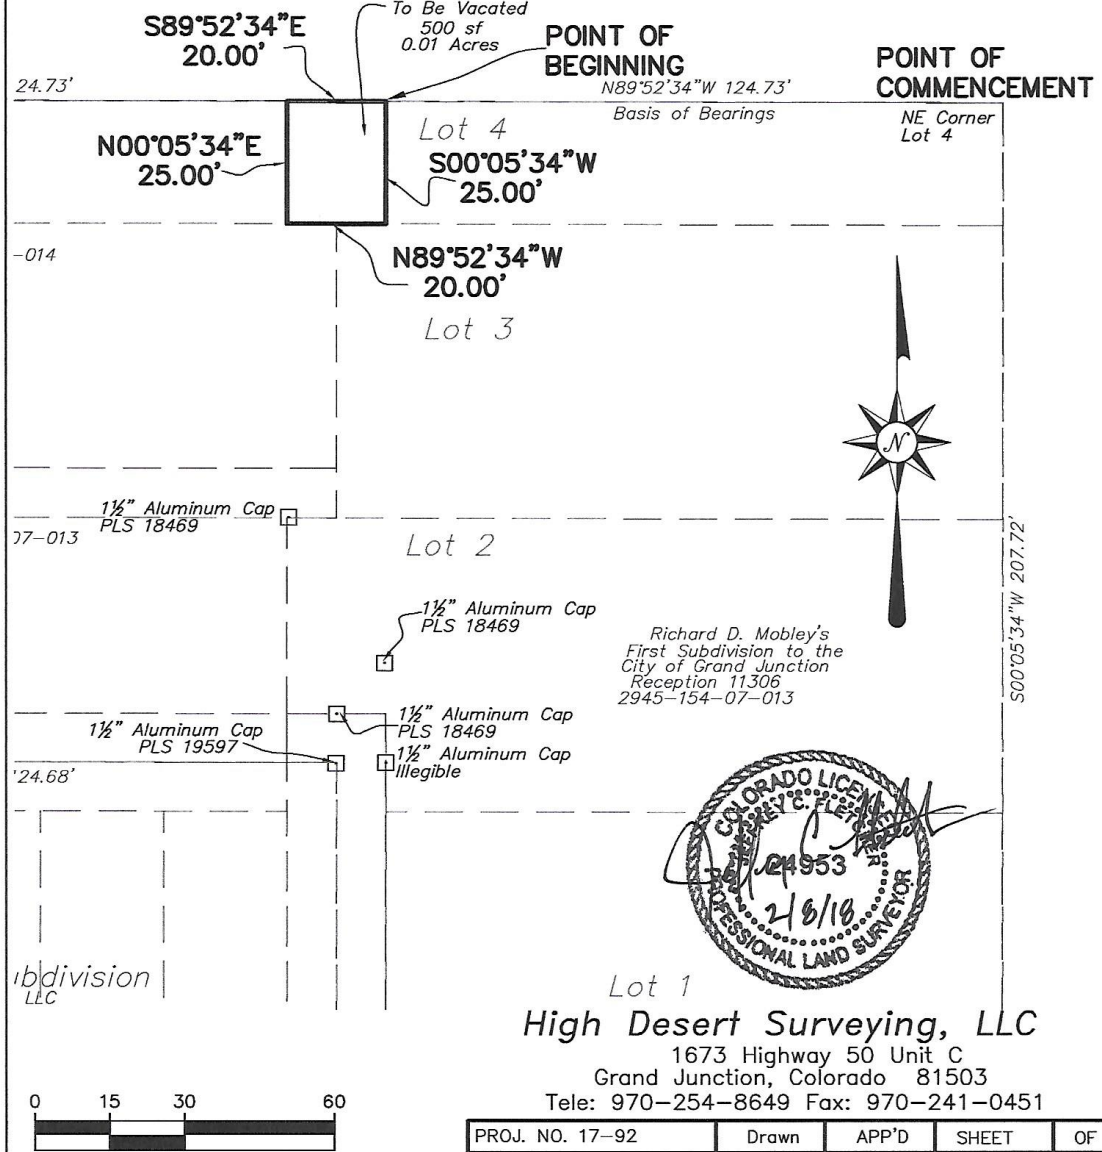 To Be Vacated
500 sf
0.01 Acres
S89°52'34"E
20.00'
POINT OF
BEGINNING
POINT OF
COMMENCEMENT
24.73'
N89°52'34"W 124.73'
Basis of Bearings
NE Corner
Lot 4
Lot 4
N00°05'34"E
25.00'
S00°05'34"W
25.00'
-014
N89°52'34"W
20.00'
Lot 3
N
1½" Aluminum Cap
PLS 18469
07-013
Lot 2
S00°05'34"W 207.72'
1½" Aluminum Cap
PLS 18469
Richard D. Mobley's
First Subdivision to the
City of Grand Junction
Reception 11306
2945-154-07-013
1½" Aluminum Cap
PLS 18469
1½" Aluminum Cap
PLS 19597
1½" Aluminum Cap
Illegible
'24.68'
COLORADO LICENSED
JEFFREY C. FLETCHER
24953
2/8/18
PROFESSIONAL LAND SURVEYOR
bdivision
LLC
Lot 1
High Desert Surveying, LLC
1673 Highway 50 Unit C
Grand Junction, Colorado 81503
Tele: 970-254-8649 Fax: 970-241-0451
0 15 30 60
PROJ. NO. 17-92 Drawn APP'D SHEET OF